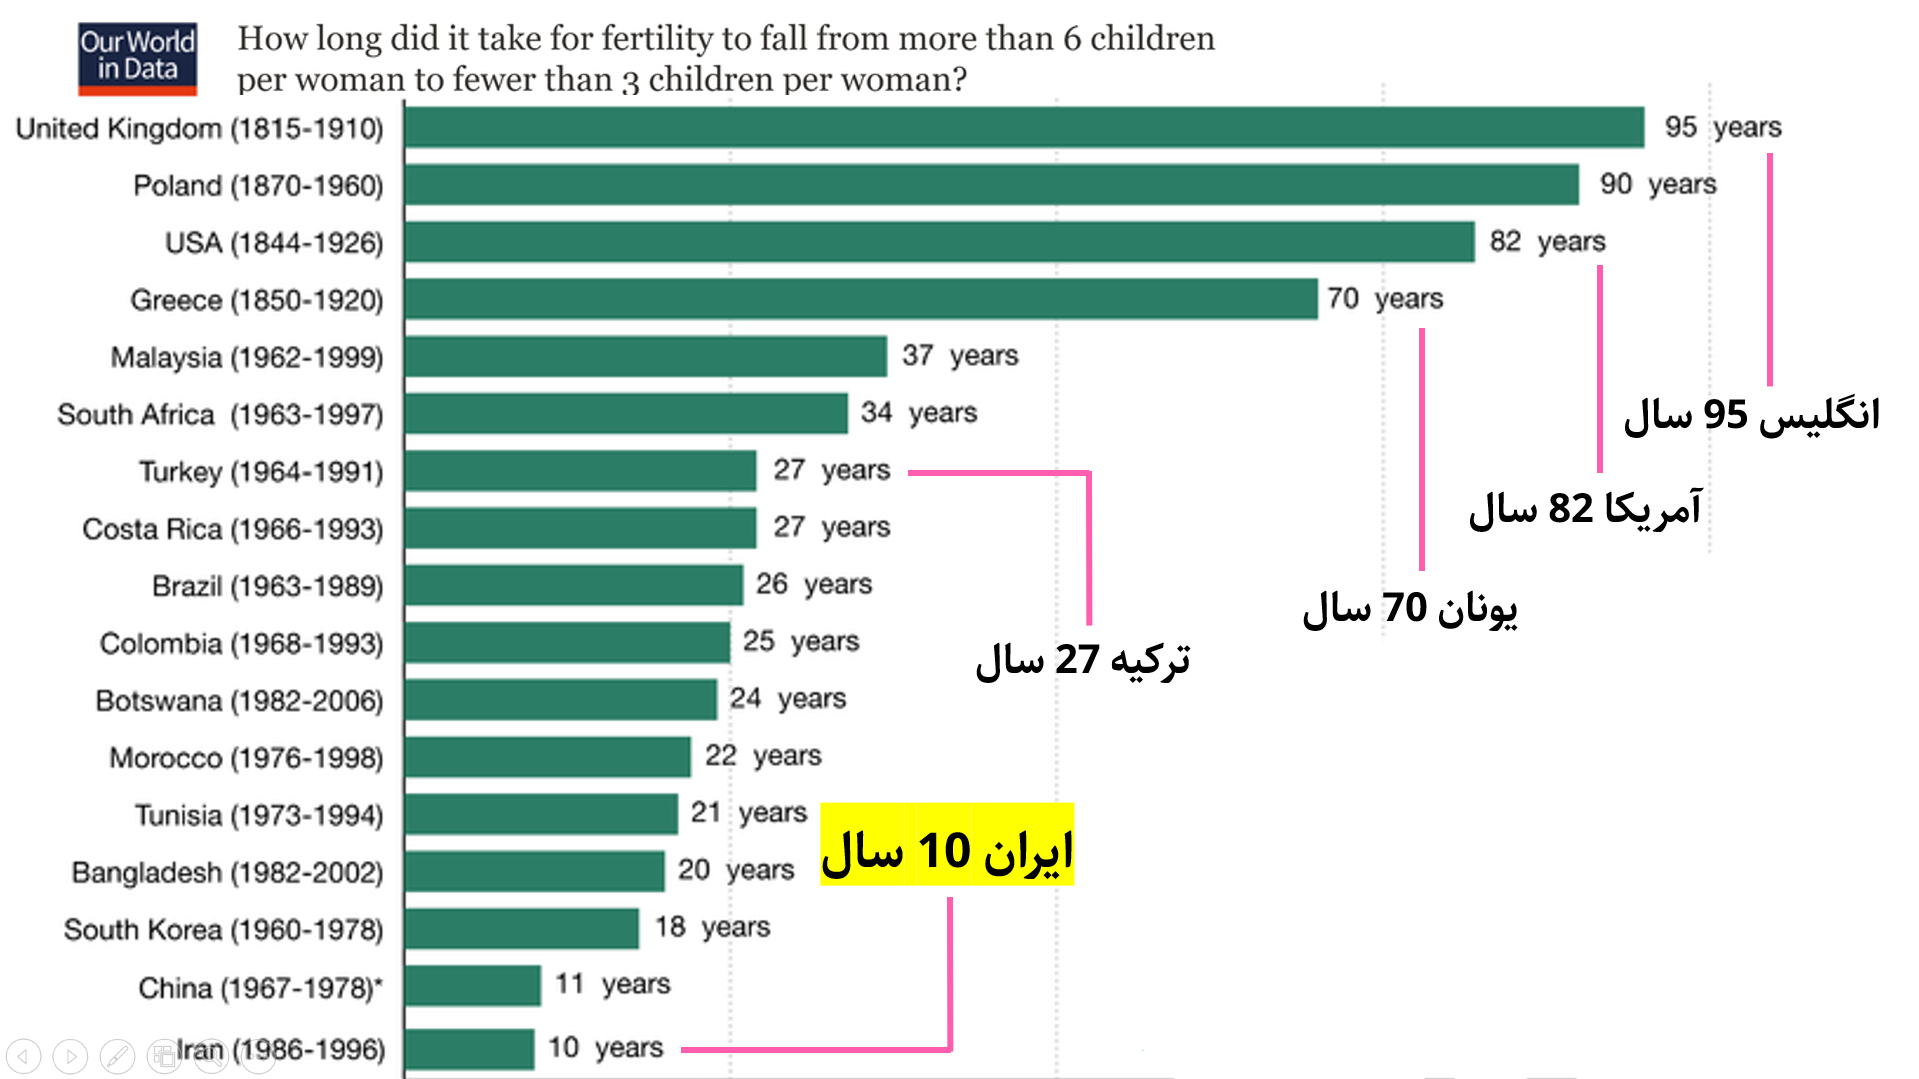 Our World
in Data
How long did it take for fertility to fall from more than 6 children
per woman to fewer than 3 children per woman?
United Kingdom (1815-1910) 95 years
Poland (1870-1960) 90 years
USA (1844-1926) 82 years
Greece (1850-1920) 70 years
Malaysia (1962-1999) 37 years
South Africa (1963-1997) 34 years
انگلیس 95 سال
Turkey (1964-1991) 27 years
آمریکا 82 سال
Costa Rica (1966-1993) 27 years
Brazil (1963-1989) 26 years
یونان 70 سال
Colombia (1968-1993) 25 years
ترکیه 27 سال
Botswana (1982-2006) 24 years
Morocco (1976-1998) 22 years
Tunisia (1973-1994) 21 years
ایران 10 سال
Bangladesh (1982-2002) 20 years
South Korea (1960-1978) 18 years
China (1967-1978)* 11 years
Iran (1986-1996) 10 years